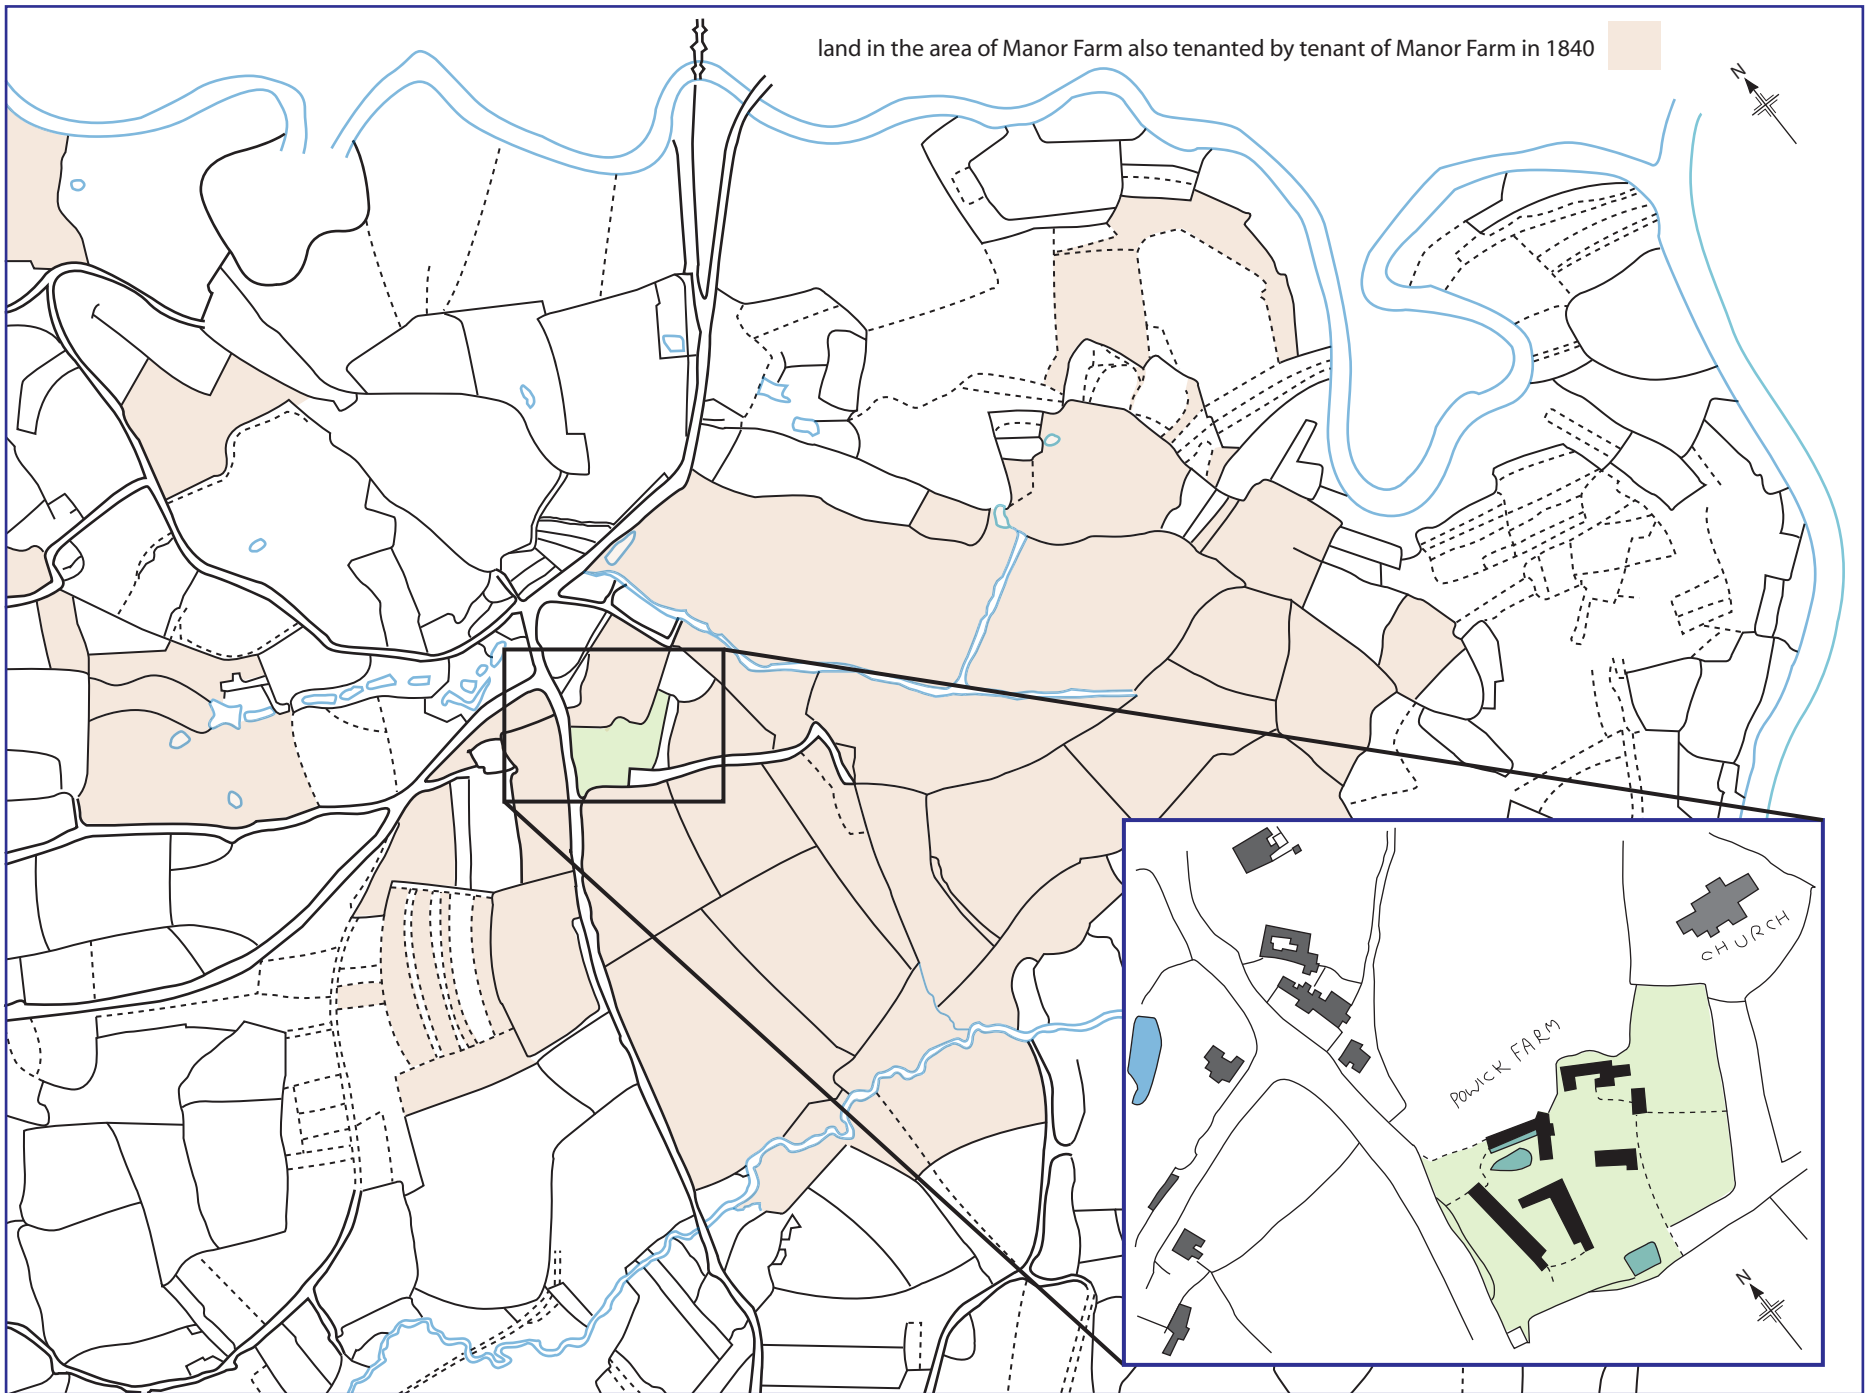 land in the area of Manor Farm also tenanted by tenant of Manor Farm in 1840
N
CHURCH
POWICK FARM
N